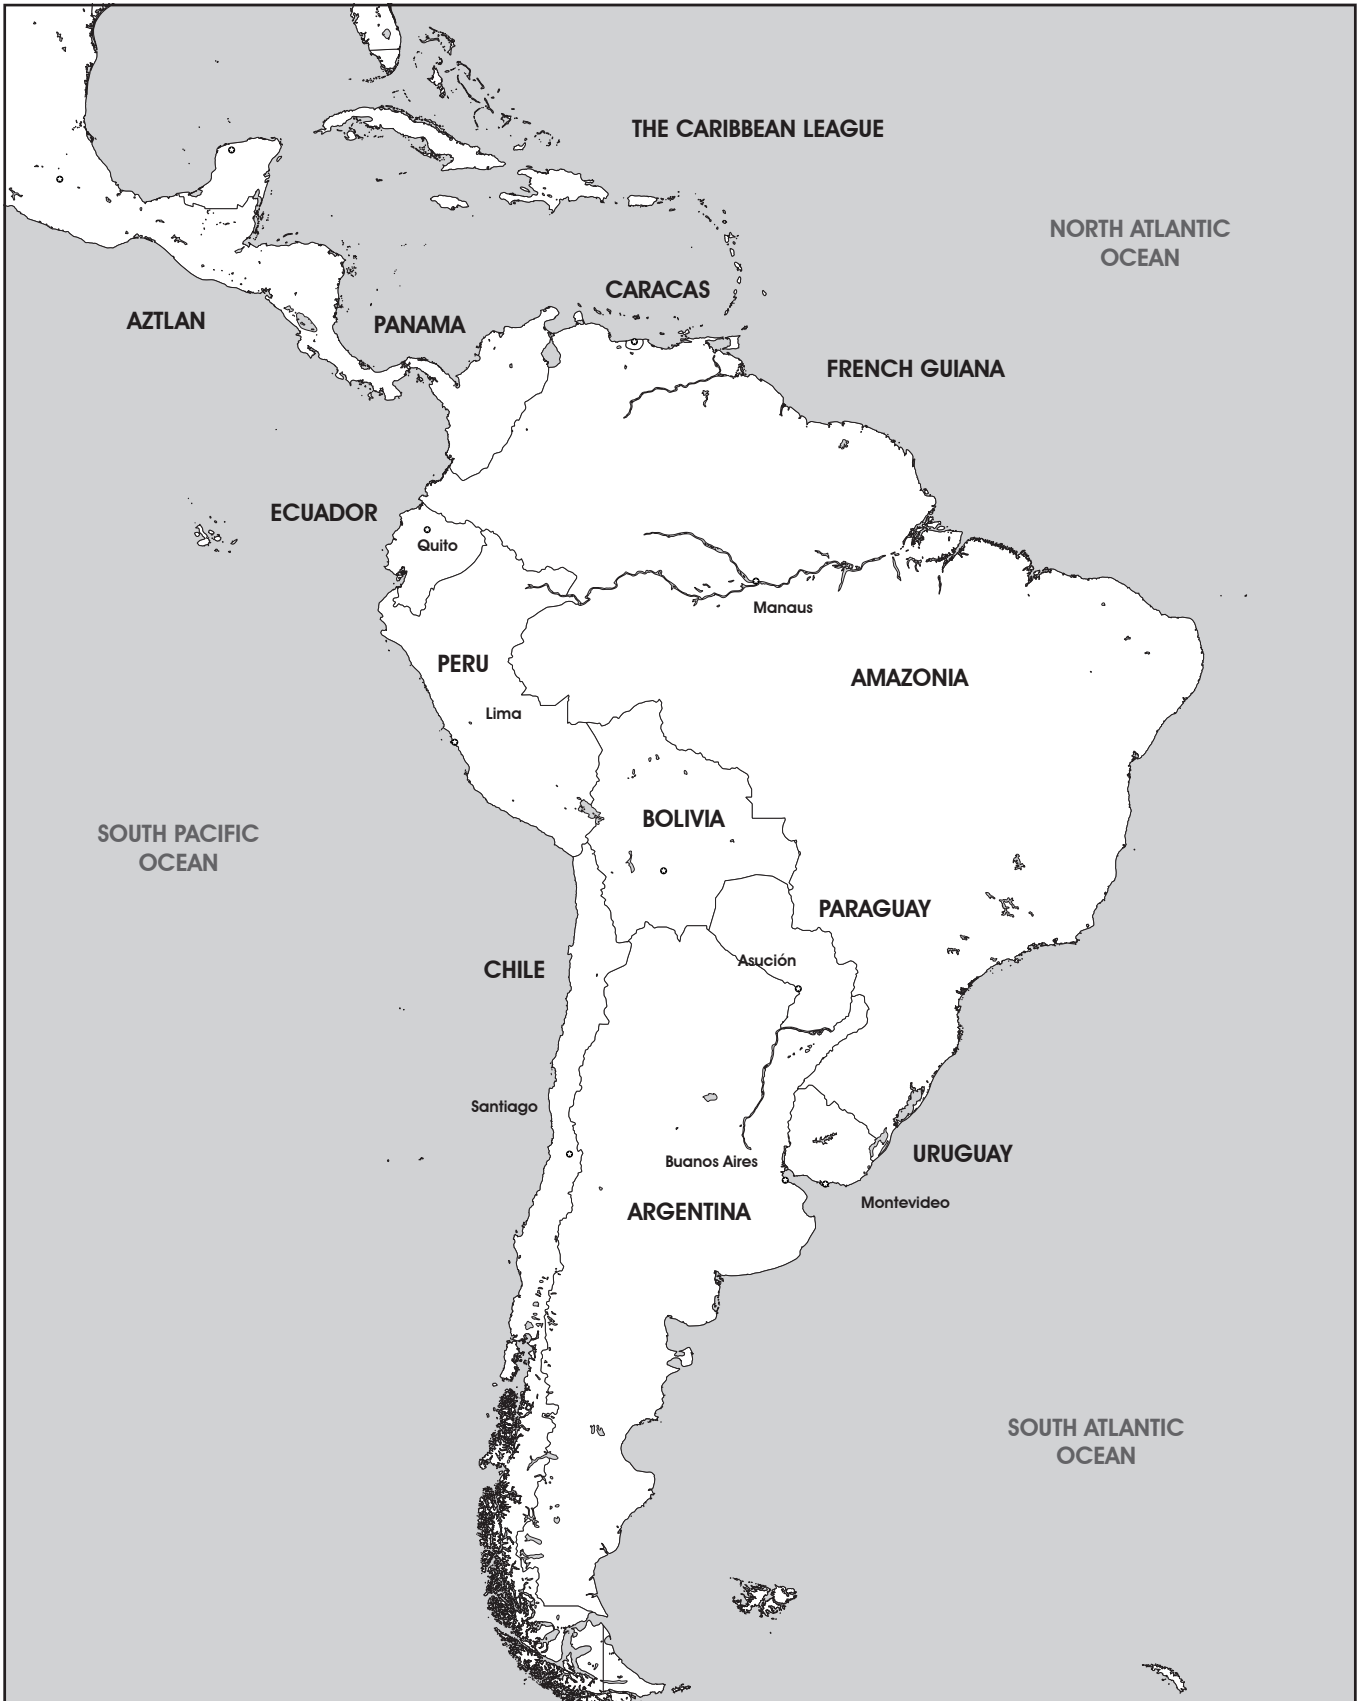 THE CARIBBEAN LEAGUE
NORTH ATLANTIC
OCEAN
CARACAS
AZTLAN
PANAMA
FRENCH GUIANA
ECUADOR
Quito
Manaus
PERU
AMAZONIA
Lima
SOUTH PACIFIC
OCEAN
BOLIVIA
PARAGUAY
CHILE
Asución
Santiago
Buanos Aires
URUGUAY
Montevideo
ARGENTINA
SOUTH ATLANTIC
OCEAN